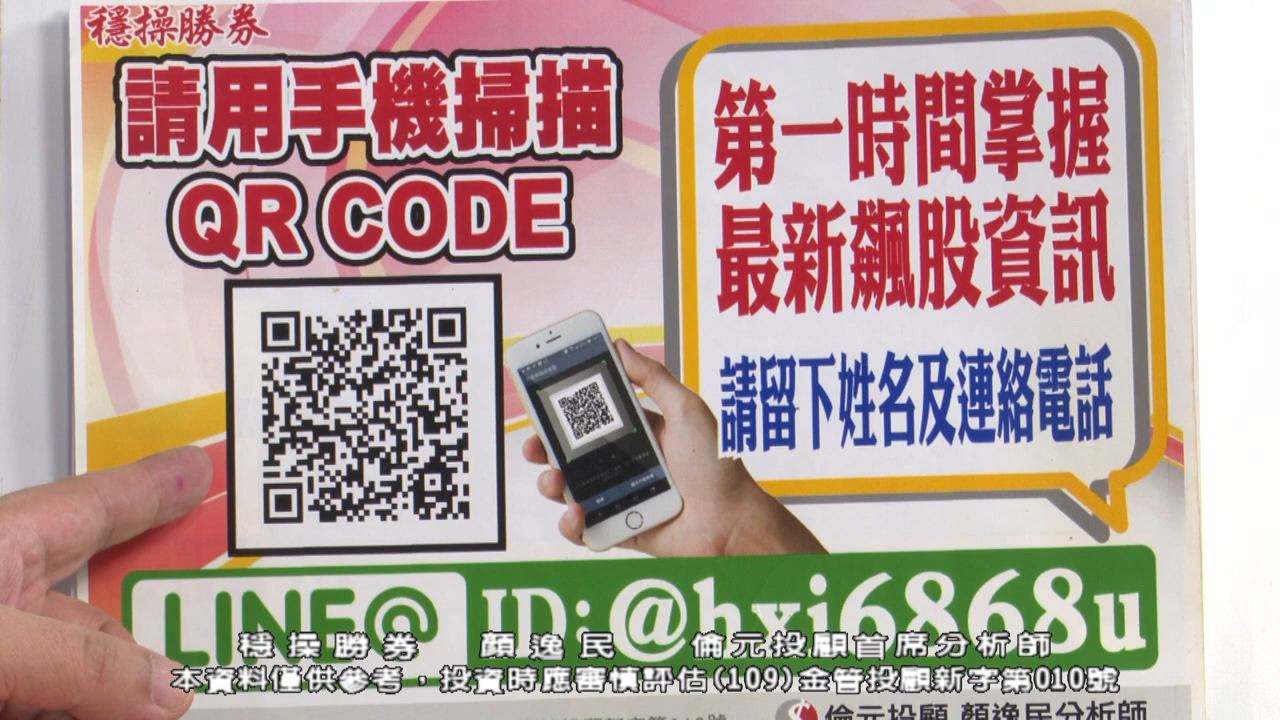 穩操勝券
請用手機掃描
QR CODE
第一時間掌握
最新飆股資訊
請留下姓名及連絡電話
LINE@ ID:@hxi6868u
穩操勝券 顏逸民 倫元投顧首席分析師
本資料僅供參考，投資時應審慎評估(109)金管投顧新字第010號
倫元投顧 顏逸民分析師